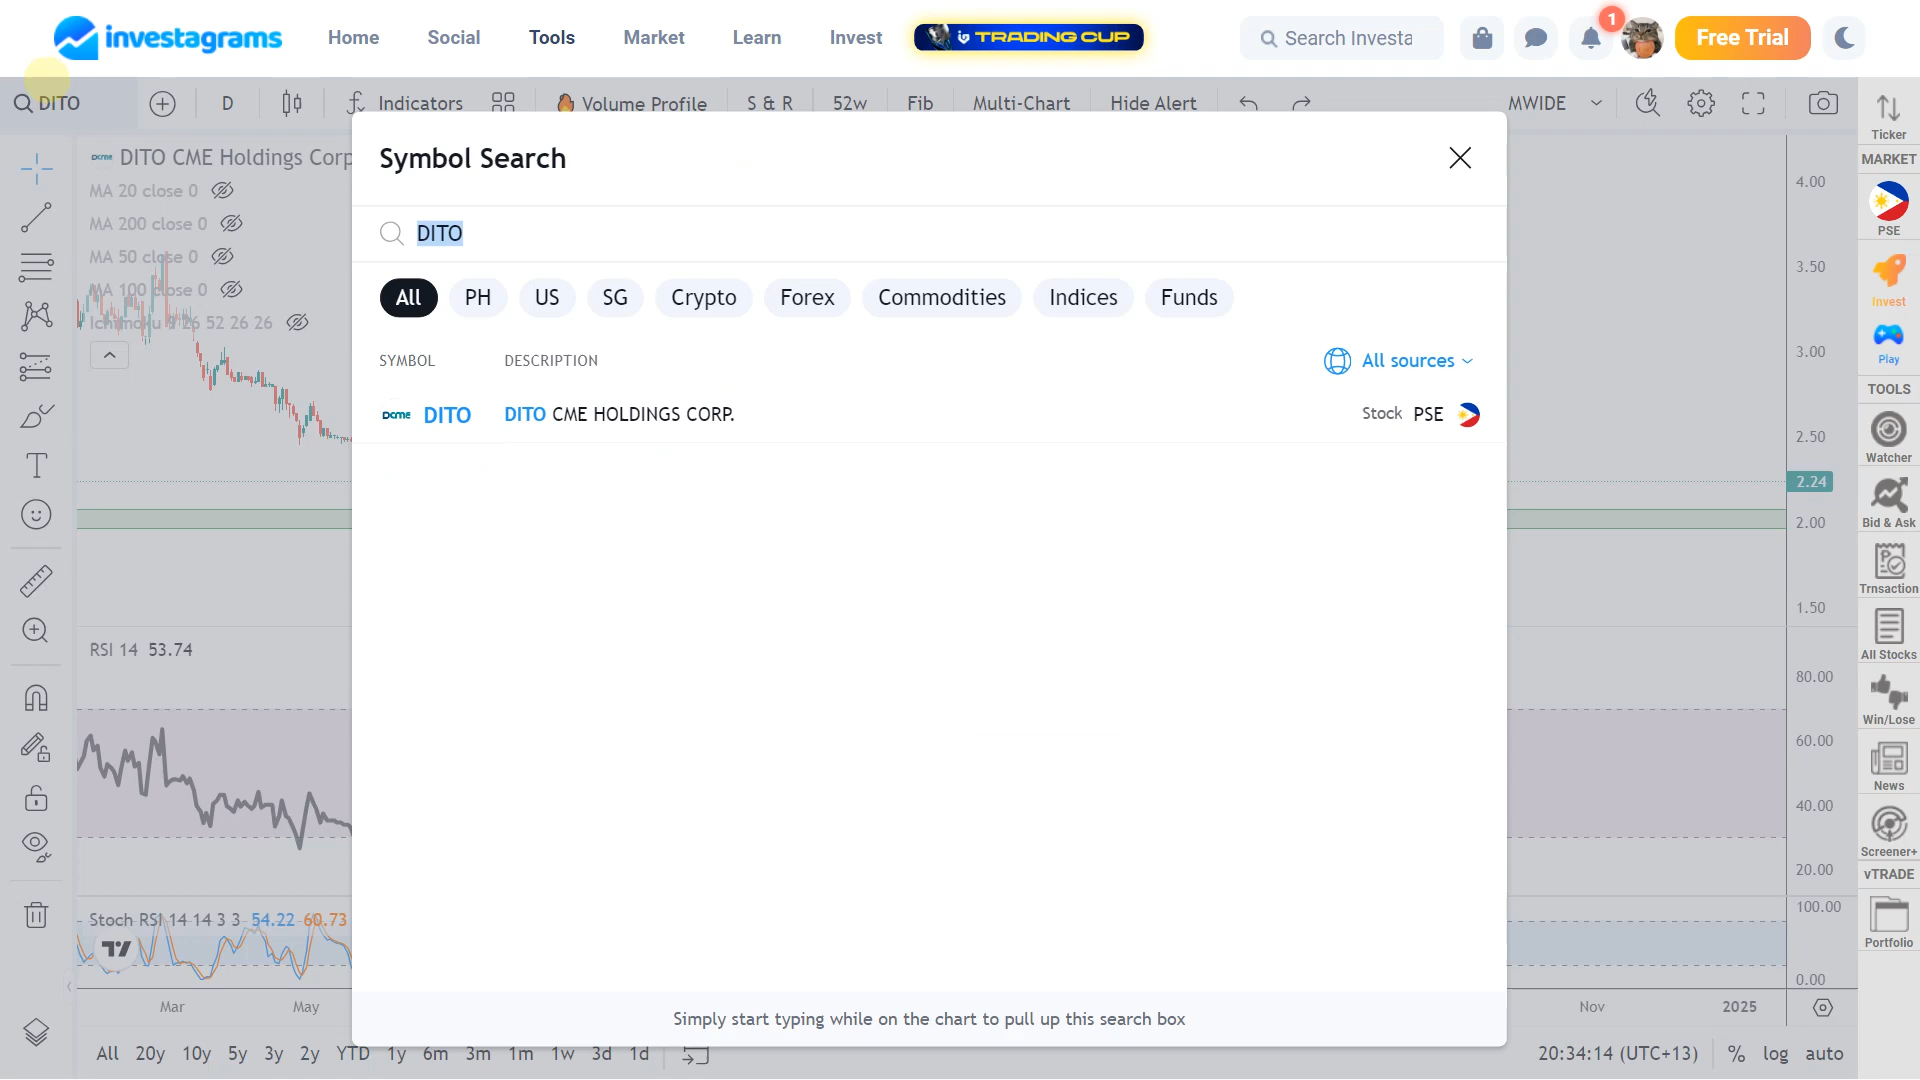 investagrams
Home
Social
Tools
Market
Learn
Invest
TRADING CUP
Search Investa
1
Free Trial
DITO
D
Indicators
Volume Profile
S & R
52w
Fib
Multi-Chart
Hide Alert
MWIDE
DITO CME Holdings Corp
MA 20 close 0
MA 200 close 0
MA 50 close 0
MA 100 close 0
Ichimoku 9 26 52 26 26
Symbol Search
DITO
All
PH
US
SG
Crypto
Forex
Commodities
Indices
Funds
SYMBOL
DESCRIPTION
All sources
DCME
DITO
DITO CME HOLDINGS CORP.
Stock
PSE
Simply start typing while on the chart to pull up this search box
RSI 14 53.74
Stoch RSI 14 14 3 3 54.22 60.73
Mar
May
Nov
2025
4.00
3.50
3.00
2.50
2.24
2.00
1.50
80.00
60.00
40.00
20.00
100.00
0.00
All
20y
10y
5y
3y
2y
YTD
1y
6m
3m
1m
1w
3d
1d
20:34:14 (UTC+13)
%
log
auto
Ticker
MARKET
PSE
Invest
Play
TOOLS
Watcher
Bid & Ask
Trnsaction
All Stocks
Win/Lose
News
Screener+
vTRADE
Portfolio